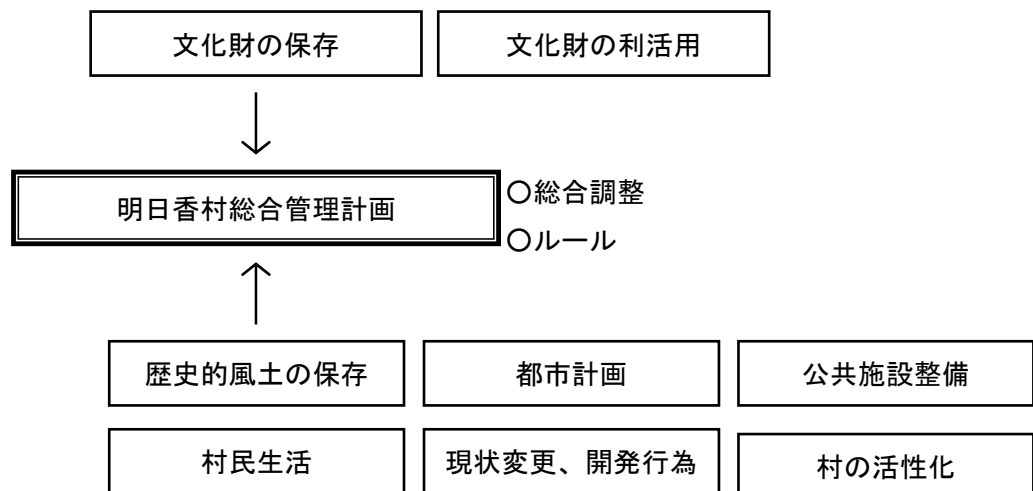 文化財の保存
文化財の利活用
明日香村総合管理計画
○総合調整
○ルール
歴史的風土の保存
都市計画
公共施設整備
村民生活
現状変更、開発行為
村の活性化